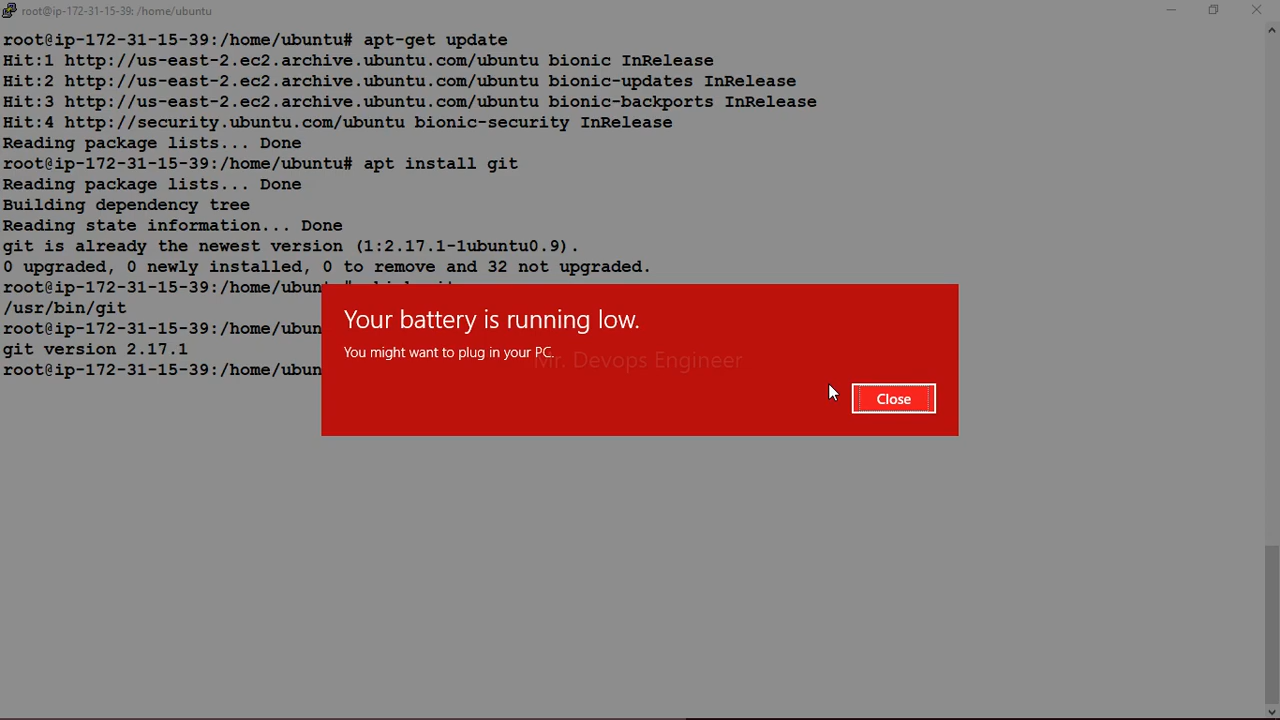 root@ip-172-31-15-39: /home/ubuntu
root@ip-172-31-15-39:/home/ubuntu# apt-get update
Hit:1 http://us-east-2.ec2.archive.ubuntu.com/ubuntu bionic InRelease
Hit:2 http://us-east-2.ec2.archive.ubuntu.com/ubuntu bionic-updates InRelease
Hit:3 http://us-east-2.ec2.archive.ubuntu.com/ubuntu bionic-backports InRelease
Hit:4 http://security.ubuntu.com/ubuntu bionic-security InRelease
Reading package lists... Done
root@ip-172-31-15-39:/home/ubuntu# apt install git
Reading package lists... Done
Building dependency tree
Reading state information... Done
git is already the newest version (1:2.17.1-1ubuntu0.9).
0 upgraded, 0 newly installed, 0 to remove and 32 not upgraded.
root@ip-172-31-15-39:/home/ubun
/usr/bin/git
root@ip-172-31-15-39:/home/ubun
git version 2.17.1
root@ip-172-31-15-39:/home/ubun
Your battery is running low.
You might want to plug in your PC.
Mr. Devops Engineer
Close